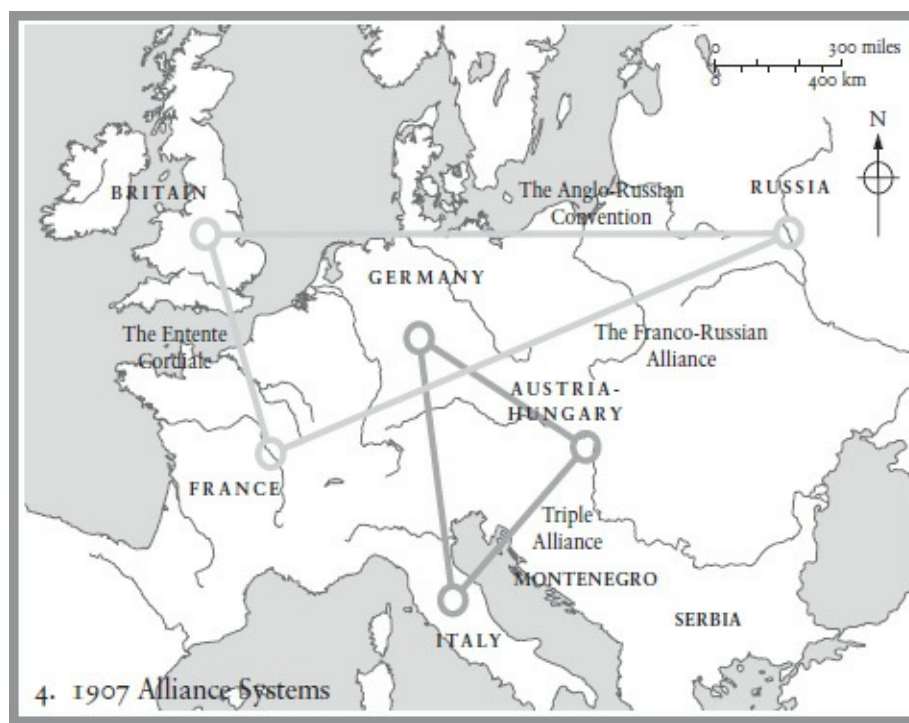 0 300 miles
0 400 km
N
BRITAIN
The Anglo-Russian
Convention
RUSSIA
GERMANY
The Entente
Cordiale
The Franco-Russian
Alliance
AUSTRIA-
HUNGARY
FRANCE
Triple
Alliance
MONTENEGRO
SERBIA
ITALY
4. 1907 Alliance Systems